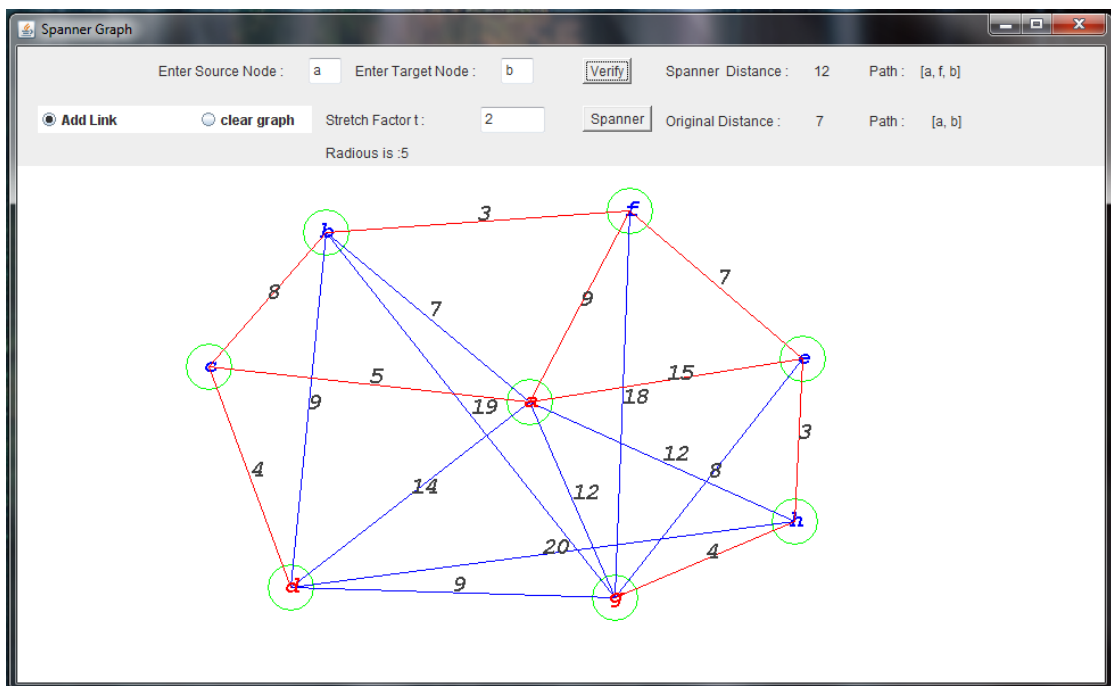 Spanner Graph
Enter Source Node : a Enter Target Node : b Verify Spanner Distance : 12 Path : [a, f, b]
Add Link clear graph Stretch Factor t : 2 Spanner Original Distance : 7 Path : [a, b]
Radious is :5
f
3
b
7
8
9
7
e
c
5
15
a
18
9
19
3
12
4
8
14
12
h
20
4
9
d
g